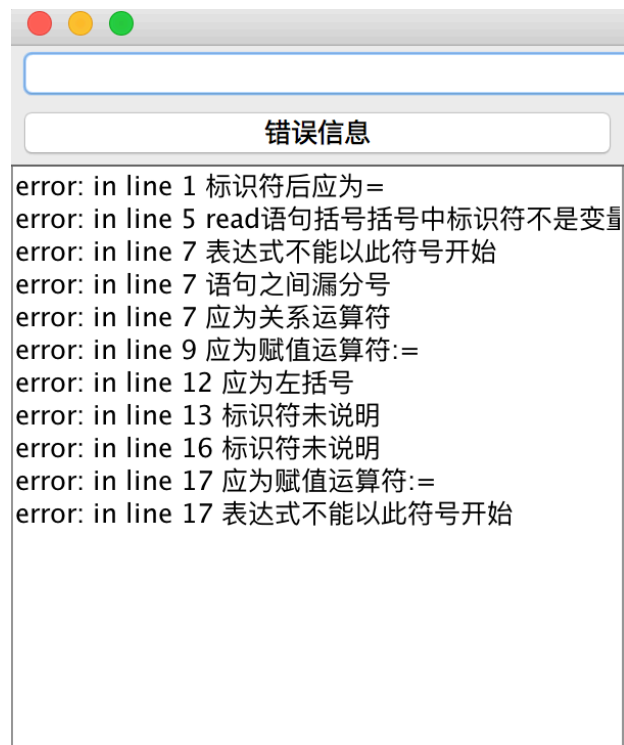 错误信息
error: in line 1 标识符后应为=
error: in line 5 read语句括号括号中标识符不是变量
error: in line 7 表达式不能以此符号开始
error: in line 7 语句之间漏分号
error: in line 7 应为关系运算符
error: in line 9 应为赋值运算符:=
error: in line 12 应为左括号
error: in line 13 标识符未说明
error: in line 16 标识符未说明
error: in line 17 应为赋值运算符:=
error: in line 17 表达式不能以此符号开始